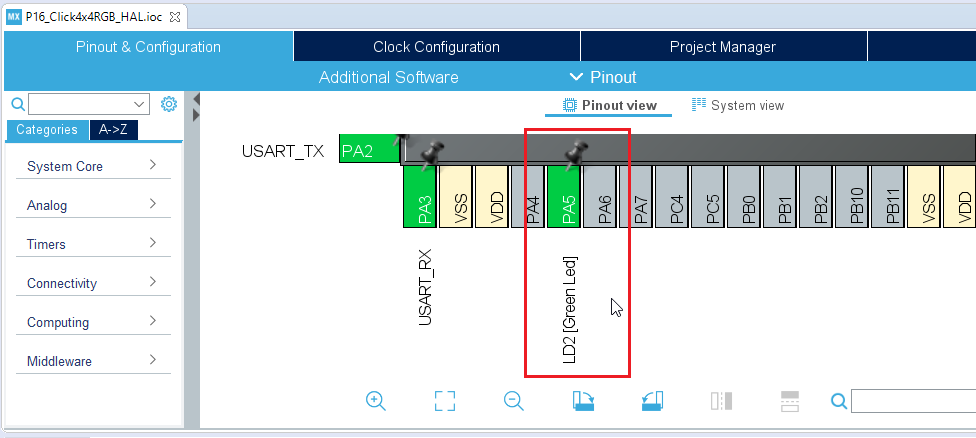 MX P16_Click4x4RGB_HAL.ioc
Pinout & Configuration
Clock Configuration
Project Manager
Additional Software
Pinout
Pinout view
System view
Categories
A->Z
System Core
Analog
Timers
Connectivity
Computing
Middleware
USART_TX
PA2
PA3
VSS
VDD
PA4
PA5
PA6
PA7
PC4
PC5
PB0
PB1
PB2
PB10
PB11
VSS
VDD
USART_RX
LD2 [Green Led]